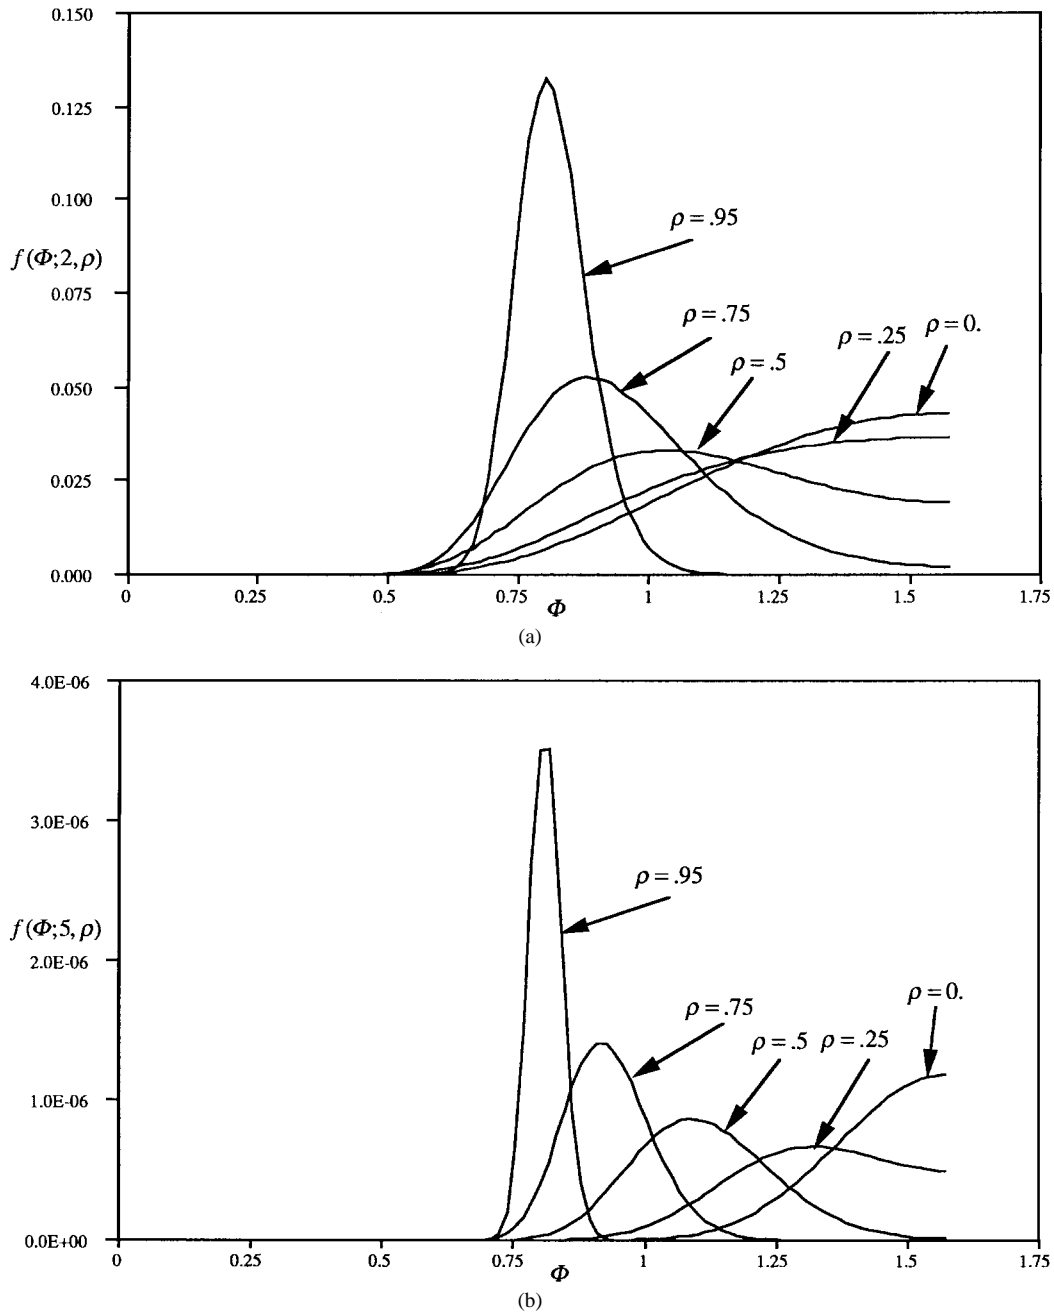 0.150
0.125
0.100
0.075
0.050
0.025
0.000
f(Φ;2,ρ)
ρ = .95
ρ = .75
ρ = .5
ρ = .25
ρ = 0.
0 0.25 0.5 0.75 1 1.25 1.5 1.75
Φ
(a)
4.0E-06
3.0E-06
2.0E-06
1.0E-06
0.0E+00
f(Φ;5,ρ)
ρ = .95
ρ = .75
ρ = .5
ρ = .25
ρ = 0.
0 0.25 0.5 0.75 1 1.25 1.5 1.75
Φ
(b)